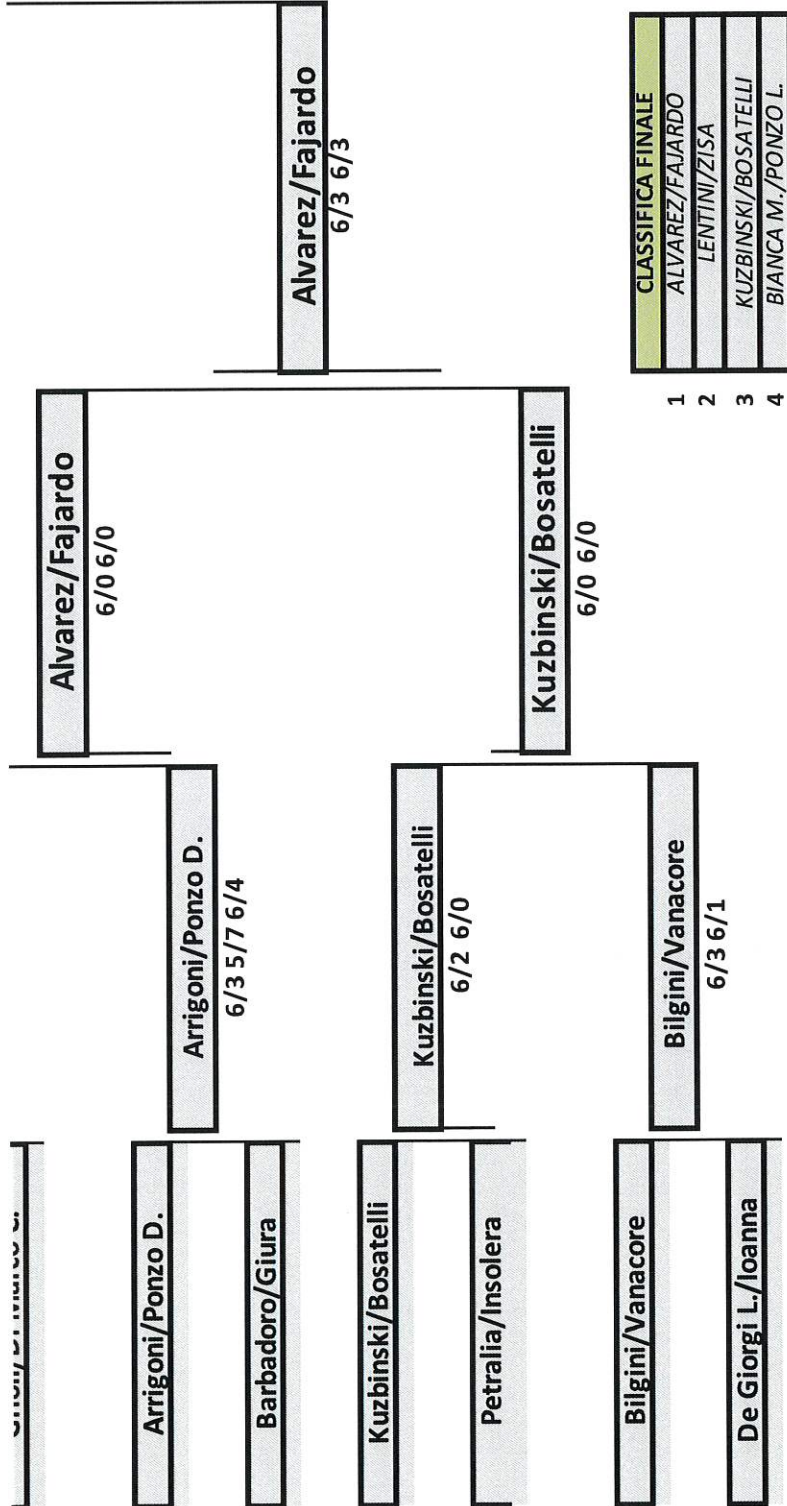 Arrigoni/Ponzo D.
Barbadoro/Giura
Kuzbinski/Bosatelli
Petralia/Insolera
Bilgini/Vanacore
De Giorgi L./Ioanna
Arrigoni/Ponzo D.
6/3 5/7 6/4
Kuzbinski/Bosatelli
6/2 6/0
Bilgini/Vanacore
6/3 6/1
Alvarez/Fajardo
6/0 6/0
Kuzbinski/Bosatelli
6/0 6/0
Alvarez/Fajardo
6/3 6/3
CLASSIFICA FINALE
1 ALVAREZ/FAJARDO
2 LENTINI/ZISA
3 KUZBINSKI/BOSATELLI
4 BIANCA M./PONZO L.